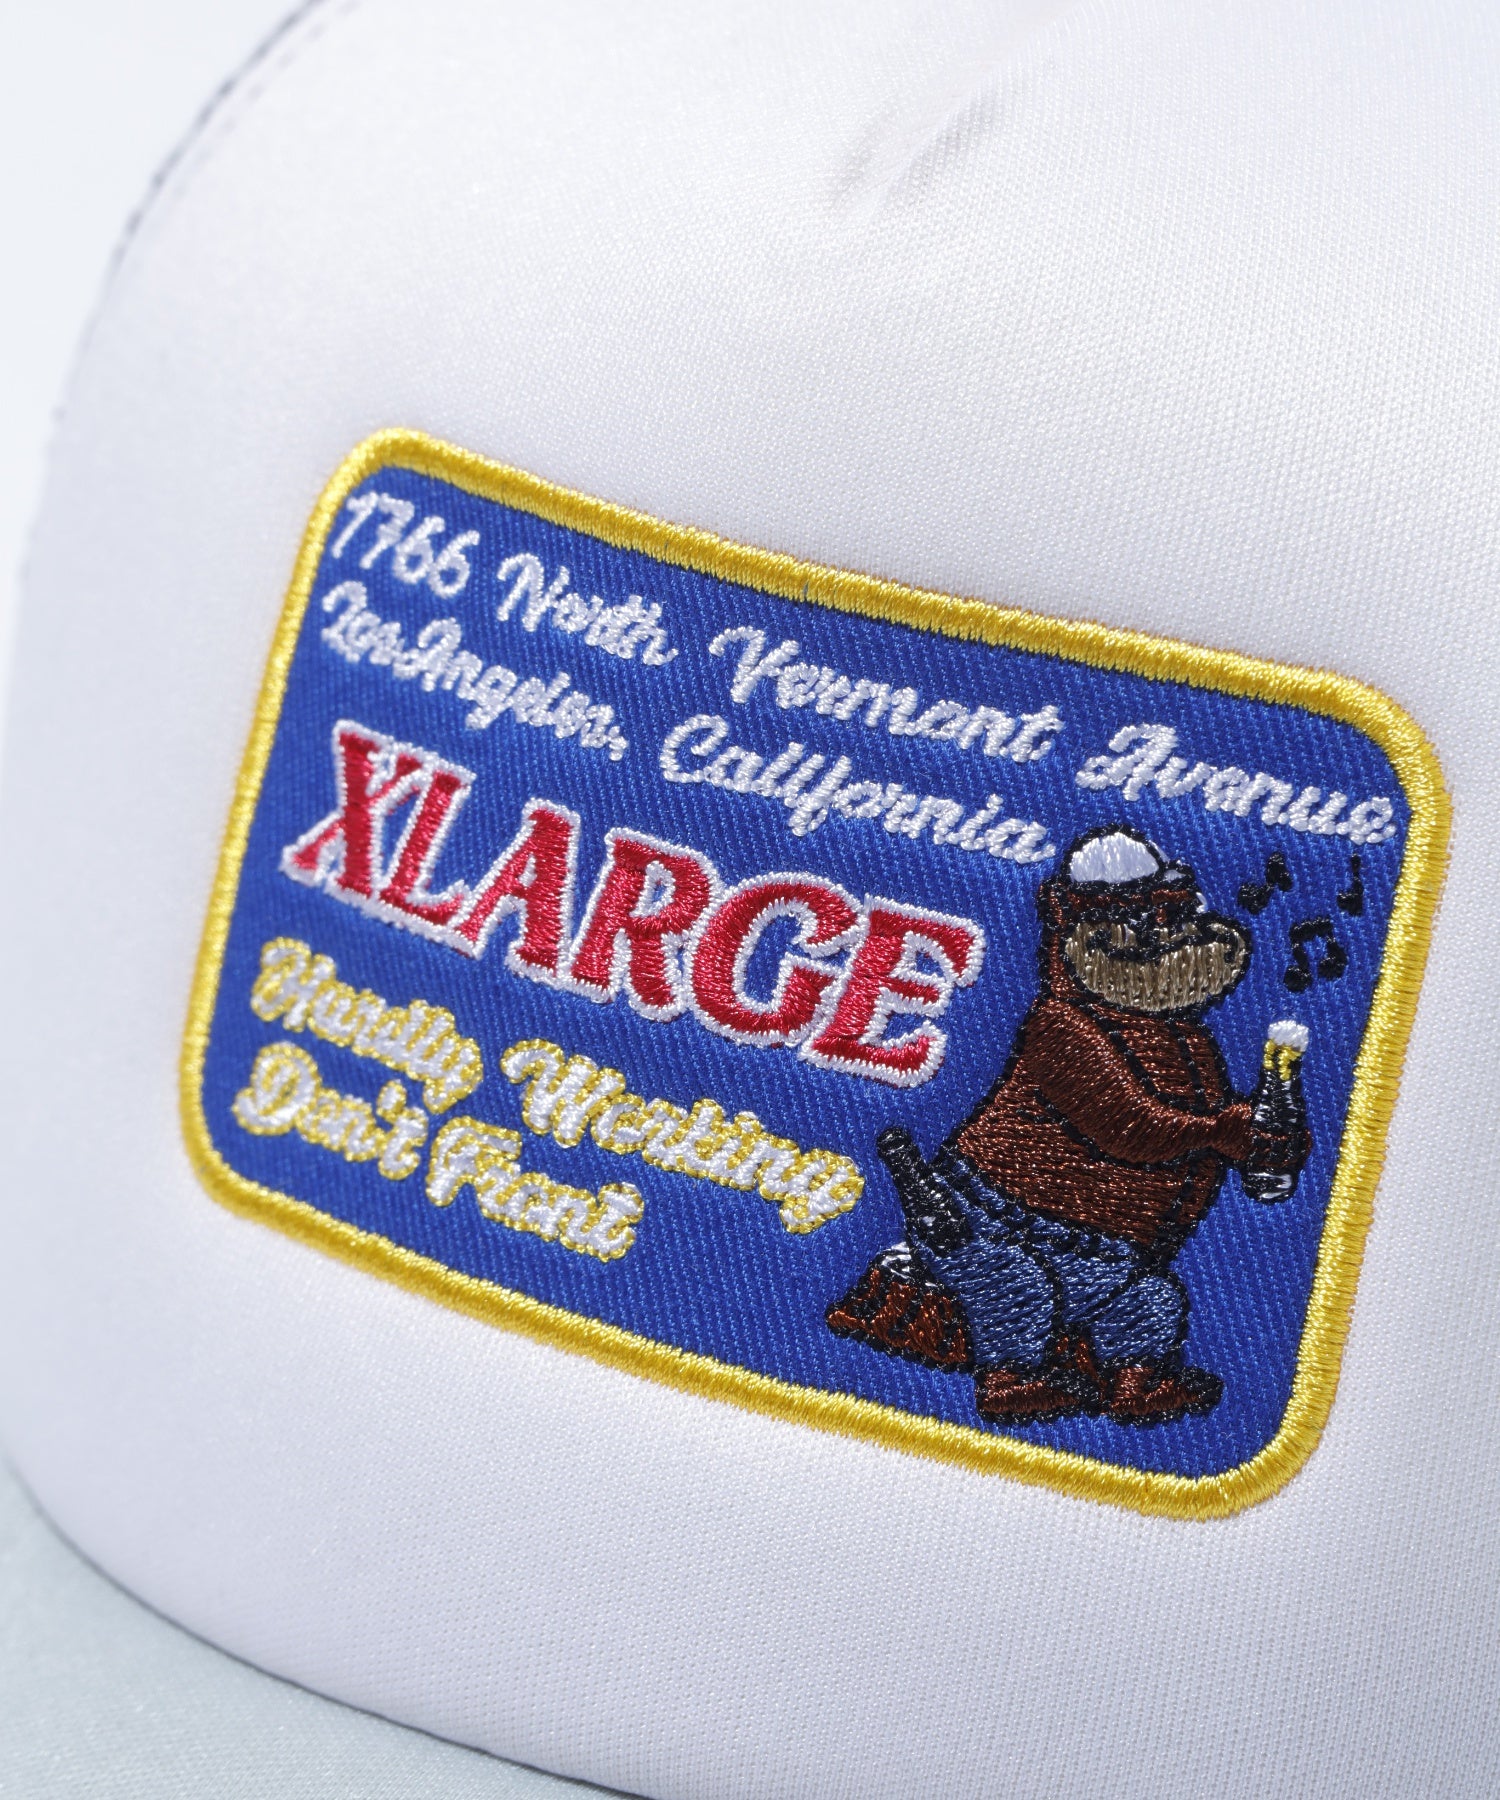 1766 North Vermont Avenue
Los Angeles, California
XLARGE
Hardly Working
Don't Front